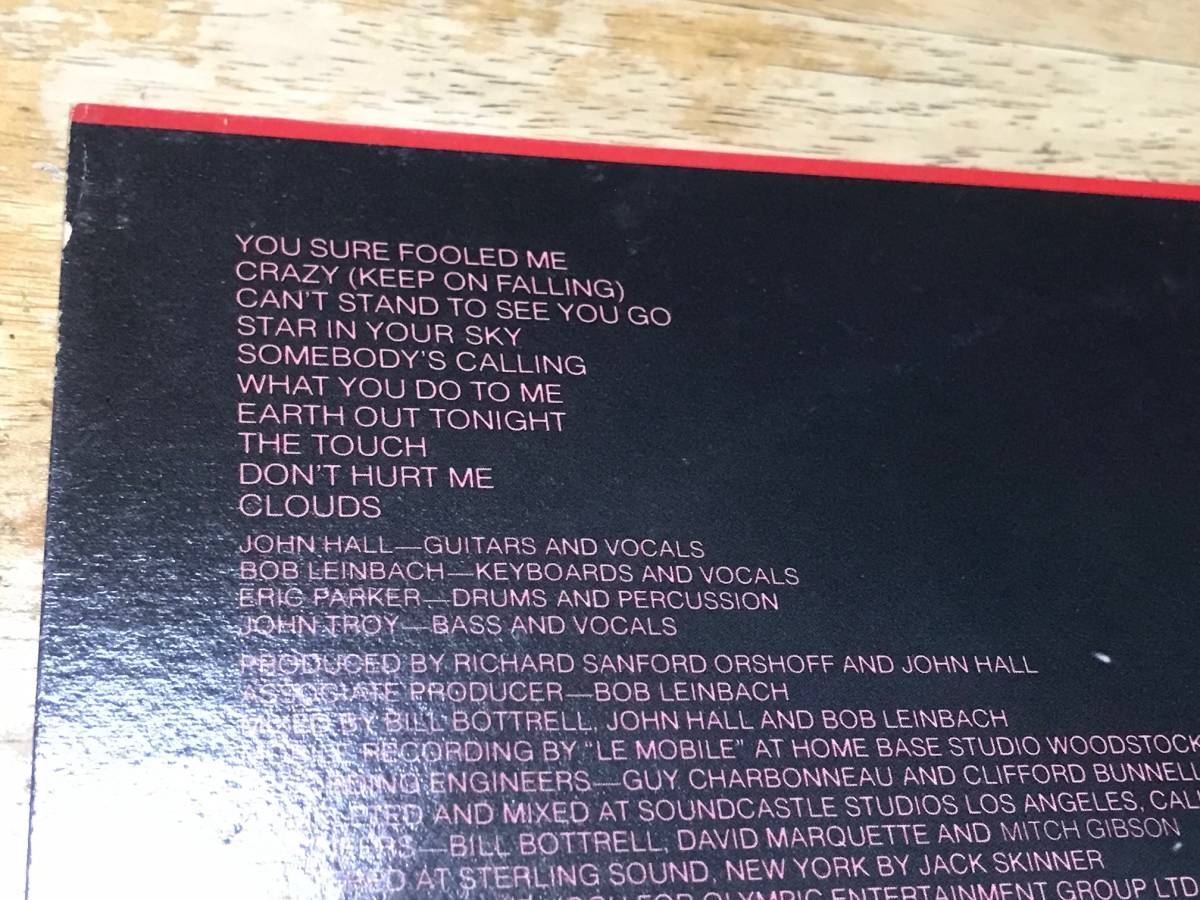 YOU SURE FOOLED ME
CRAZY (KEEP ON FALLING)
CAN'T STAND TO SEE YOU GO
STAR IN YOUR SKY
SOMEBODY'S CALLING
WHAT YOU DO TO ME
EARTH OUT TONIGHT
THE TOUCH
DON'T HURT ME
CLOUDS
JOHN HALL—GUITARS AND VOCALS
BOB LEINBACH—KEYBOARDS AND VOCALS
ERIC PARKER—DRUMS AND PERCUSSION
JOHN TROY—BASS AND VOCALS
PRODUCED BY RICHARD SANFORD ORSHOFF AND JOHN HALL
ASSOCIATE PRODUCER—BOB LEINBACH
MIXED BY BILL BOTTRELL, JOHN HALL AND BOB LEINBACH
RECORDING BY "LE MOBILE" AT HOME BASE STUDIO WOODSTOCK
ENGINEERS—GUY CHARBONNEAU AND CLIFFORD BUNNELL
AND MIXED AT SOUNDCASTLE STUDIOS LOS ANGELES,
—BILL BOTTRELL, DAVID MARQUETTE AND MITCH GIBSON
AT STERLING SOUND, NEW YORK BY JACK SKINNER
FOR OLYMPIC ENTERTAINMENT GROUP LTD